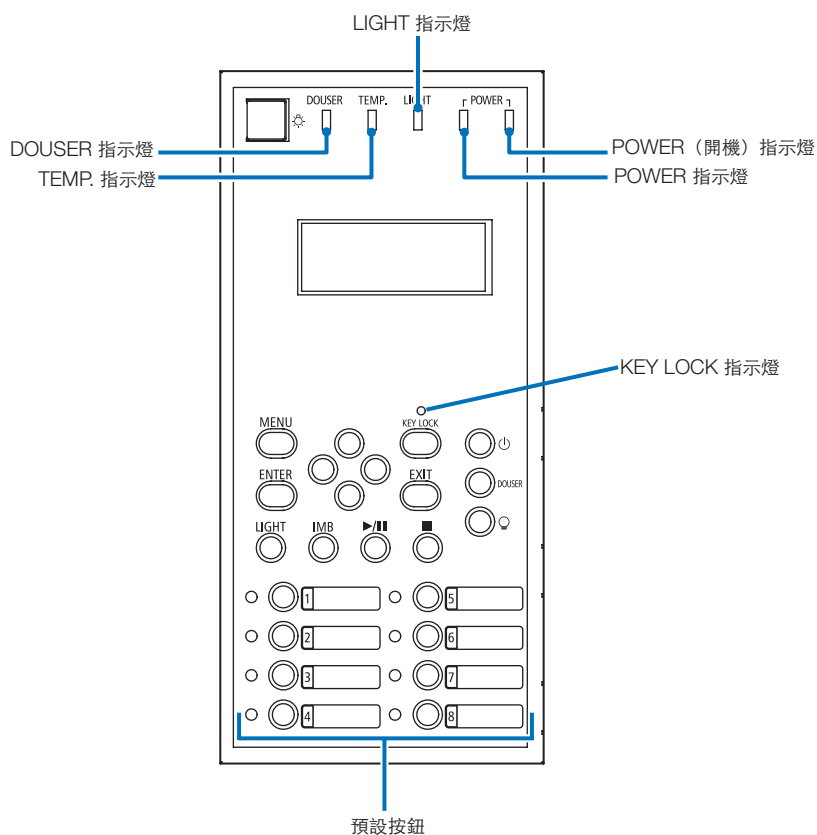 LIGHT 指示燈
DOUSER TEMP. LIGHT POWER
DOUSER 指示燈
TEMP. 指示燈
POWER（開機）指示燈
POWER 指示燈
KEY LOCK 指示燈
MENU
KEY LOCK
ENTER
EXIT
DOUSER
LIGHT IMB ▶/II ■
1 5
2 6
3 7
4 8
預設按鈕